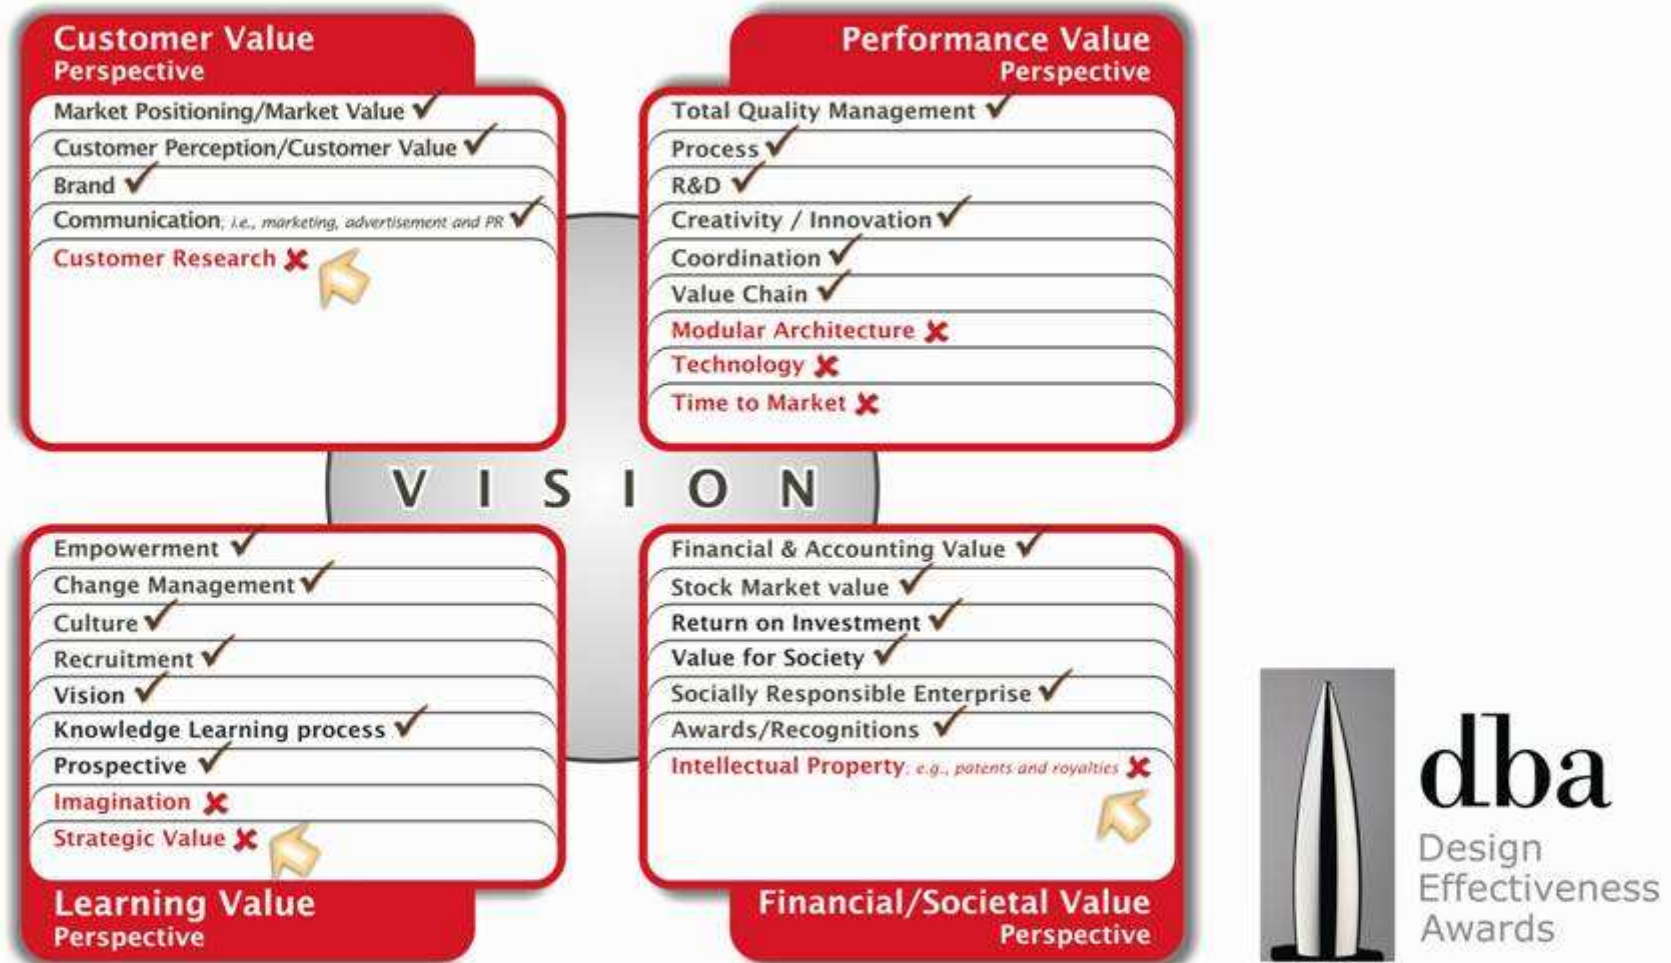 Customer Value
Perspective
Market Positioning/Market Value
Customer Perception/Customer Value
Brand
Communication, i.e., marketing, advertisement and PR
Customer Research
Performance Value
Perspective
Total Quality Management
Process
R&D
Creativity / Innovation
Coordination
Value Chain
Modular Architecture
Technology
Time to Market
VISION
Empowerment
Change Management
Culture
Recruitment
Vision
Knowledge Learning process
Prospective
Imagination
Strategic Value
Learning Value
Perspective
Financial & Accounting Value
Stock Market value
Return on Investment
Value for Society
Socially Responsible Enterprise
Awards/Recognitions
Intellectual Property; e.g., patents and royalties
Financial/Societal Value
Perspective
dba
Design
Effectiveness
Awards